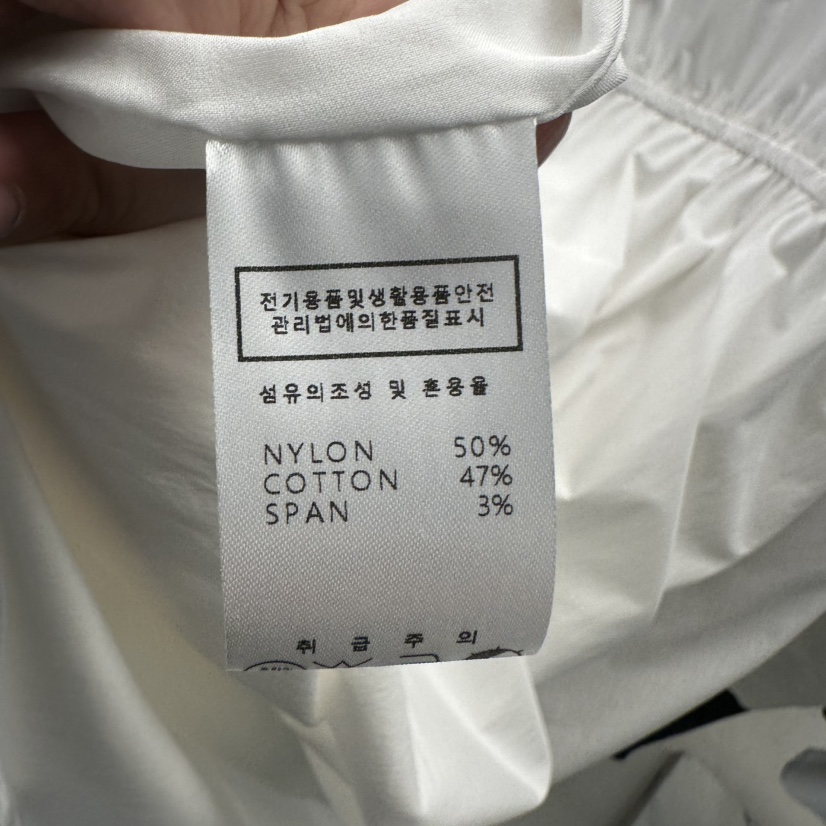 전기용품및생활용품안전
관리법에의한품질표시
섬유의조성 및 혼용율
NYLON 50%
COTTON 47%
SPAN 3%
취 급 주 의